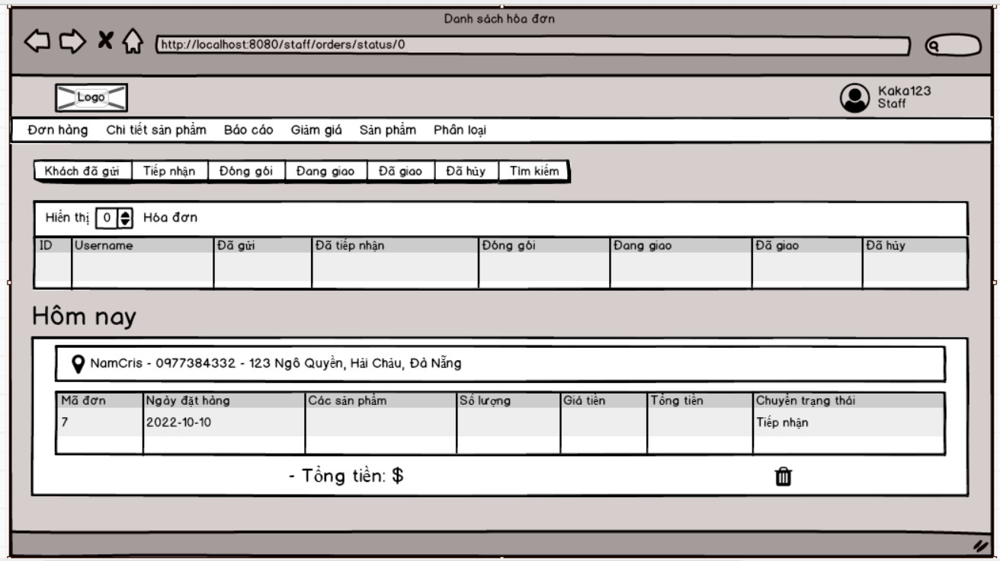 Danh sách hóa đơn
http://localhost:8080/staff/orders/status/0
Logo
Kaka123
Staff
Đơn hàng Chi tiết sản phẩm Báo cáo Giảm giá Sản phẩm Phân loại
Khách đã gửi Tiếp nhận Đóng gói Đang giao Đã giao Đã hủy Tìm kiếm
Hiển thị 0 Hóa đơn
ID Username Đã gửi Đã tiếp nhận Đóng gói Đang giao Đã giao Đã hủy
Hôm nay
NamCris - 0977384332 - 123 Ngô Quyền, Hải Châu, Đà Nẵng
Mã đơn Ngày đặt hàng Các sản phẩm Số lượng Giá tiền Tổng tiền Chuyển trạng thái
7 2022-10-10 Tiếp nhận
- Tổng tiền: $